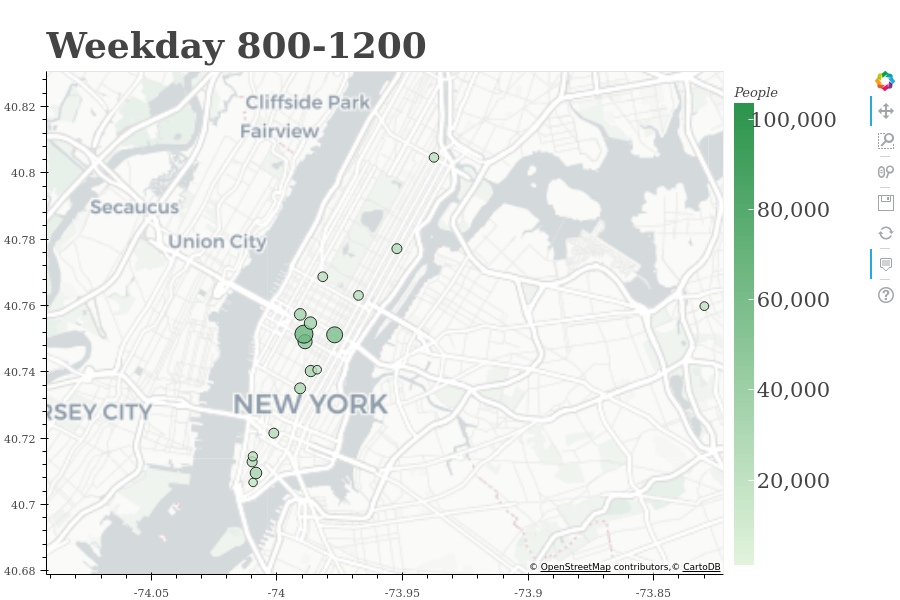 Weekday 800-1200
People
40.82
40.8
40.78
40.76
40.74
40.72
40.7
40.68
Cliffside Park
Fairview
Secaucus
Union City
NEW YORK
RSEY CITY
100,000
80,000
60,000
40,000
20,000
© OpenStreetMap contributors,© CartoDB
-74.05
-74
-73.95
-73.9
-73.85